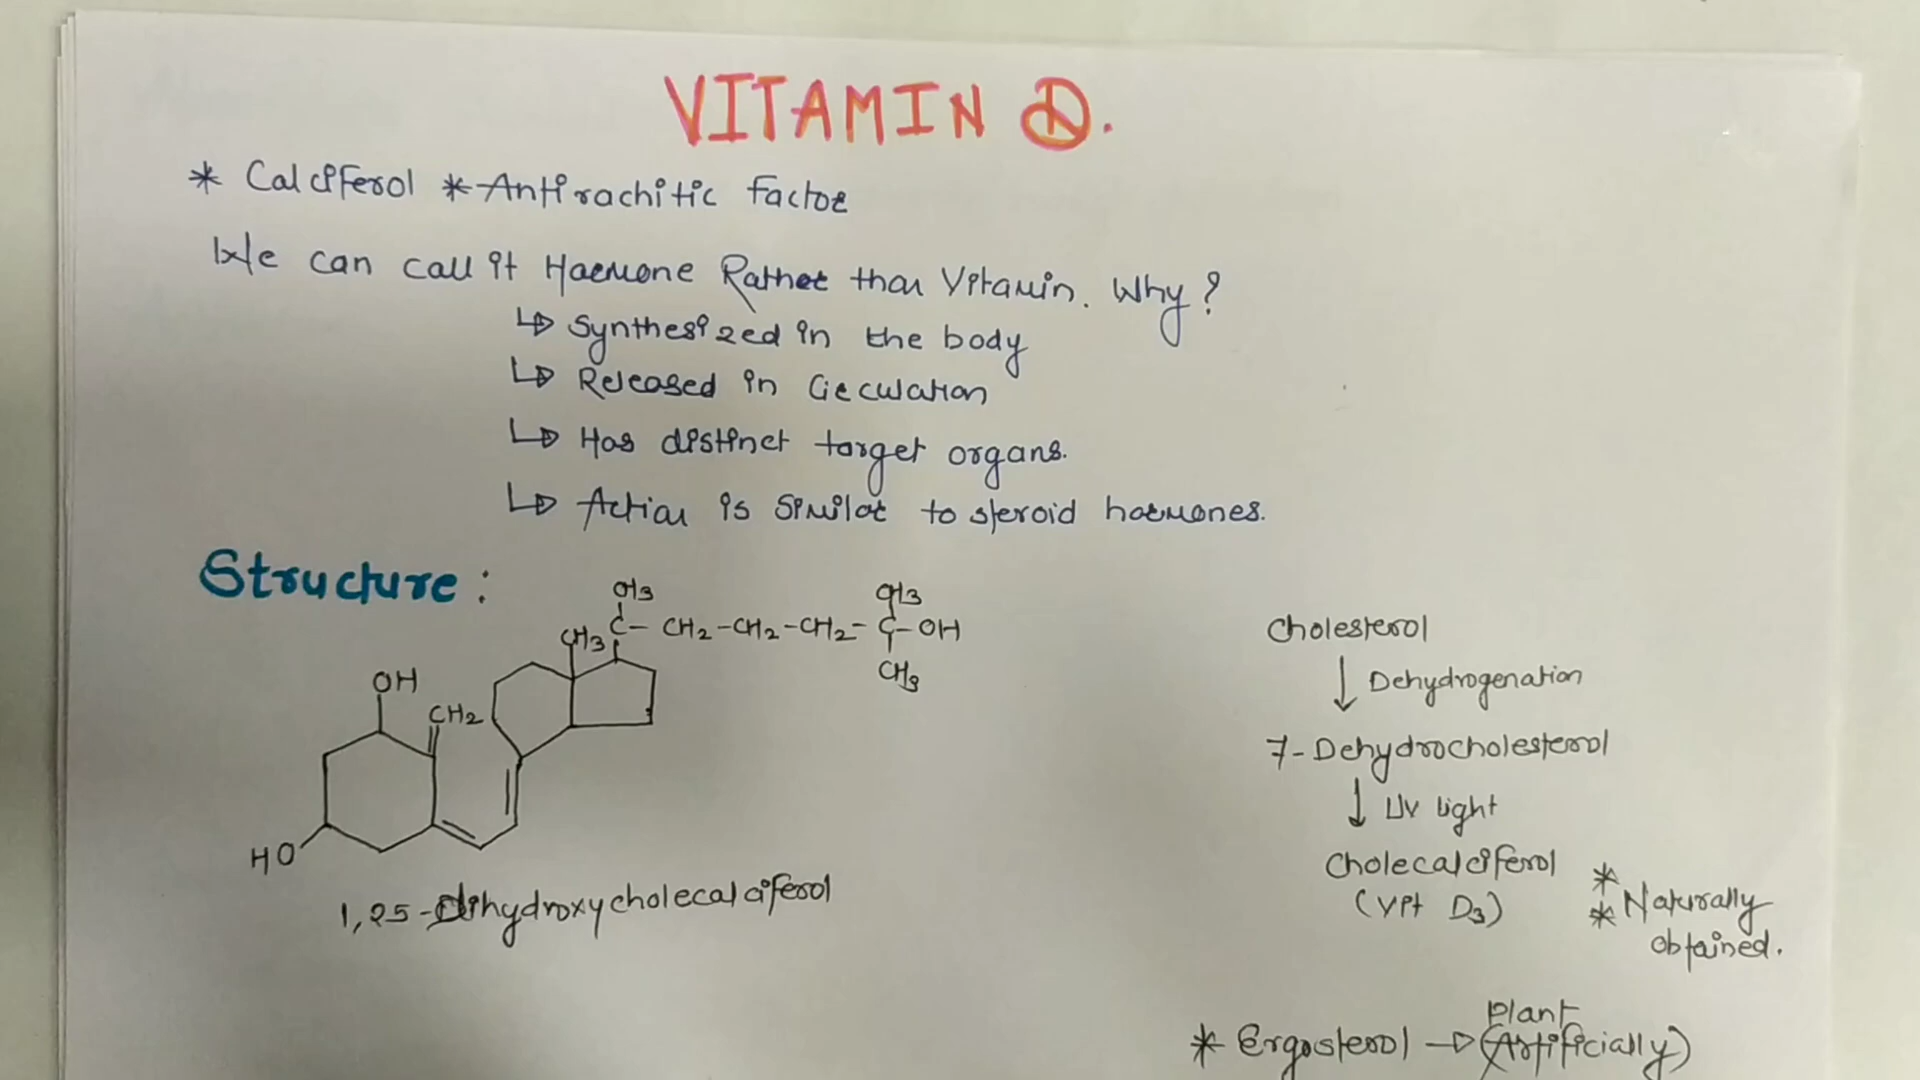 VITAMIN D.
* Calciferol * Antirachitic factor
We can call it Hormone Rather than Vitamin. Why?
↳ Synthesized in the body
↳ Released in Circulation
↳ Has distinct target organs.
↳ Action is similar to steroid hormones.
Structure:
CH3 CH3
CH3 C- CH2-CH2-CH2-C-OH
CH3
OH
CH2
HO
1,25-Dihydroxycholecalciferol
Cholesterol
↓ Dehydrogenation
7-Dehydrocholesterol
↓ UV light
Cholecalciferol
(Vit D3)
* * Naturally
obtained.
Plant
* Ergosterol → (Artificially)